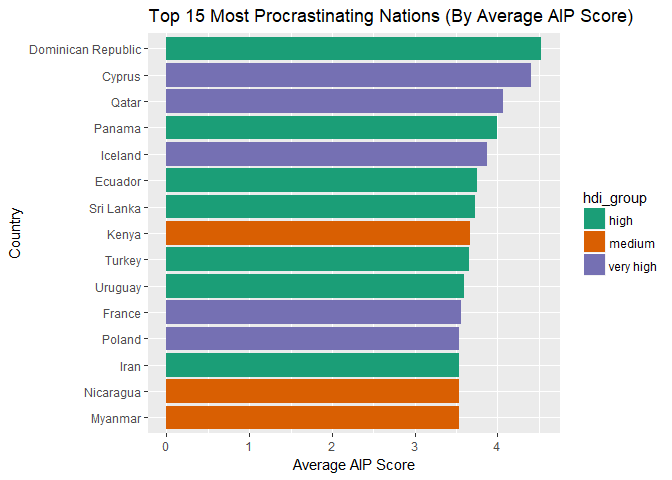 Top 15 Most Procrastinating Nations (By Average AIP Score)
Dominican Republic
Cyprus
Qatar
Panama
Iceland
Ecuador
Sri Lanka
Kenya
Turkey
Uruguay
France
Poland
Iran
Nicaragua
Myanmar
Country
0 1 2 3 4
Average AIP Score
hdi_group
high
medium
very high